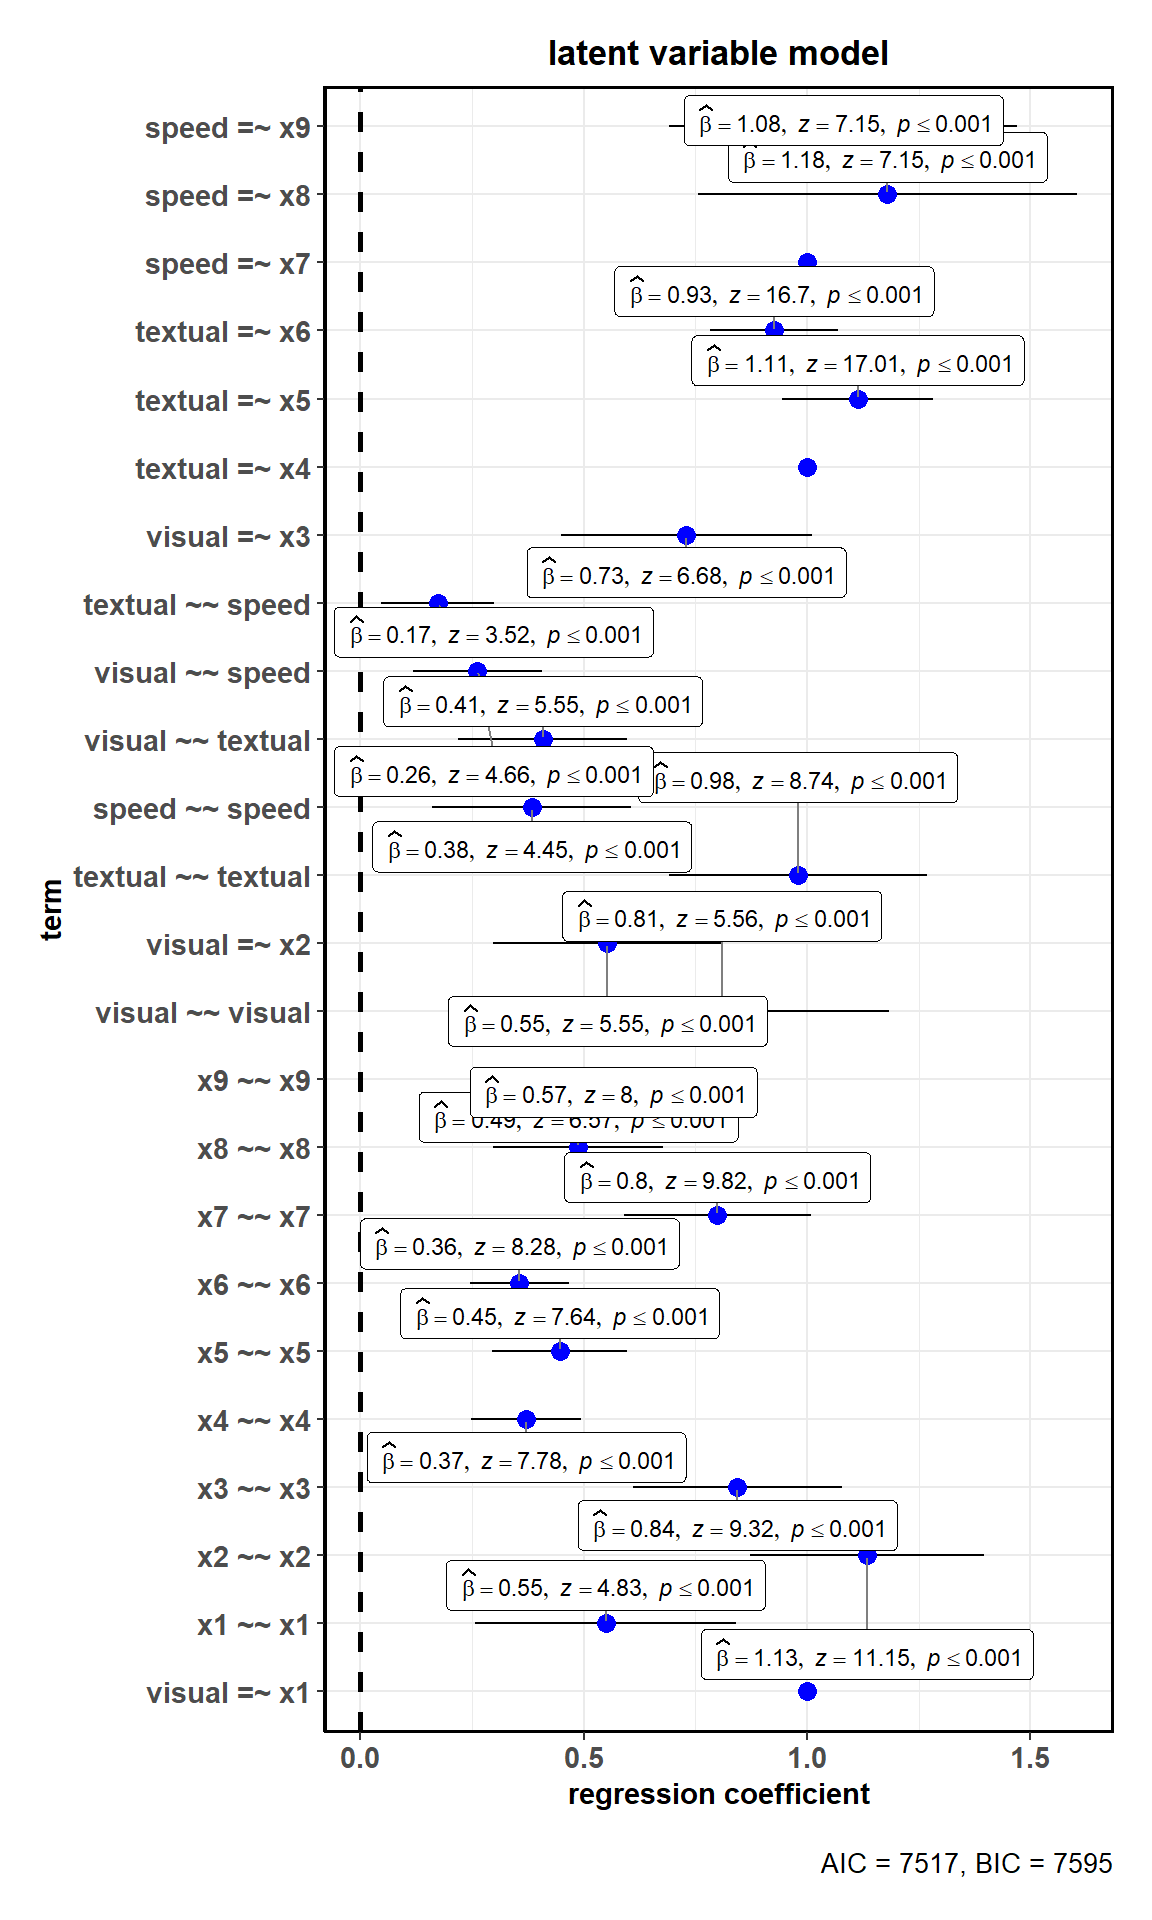 latent variable model
speed =~ x9
β̂ = 1.08, z = 7.15, p ≤ 0.001
β̂ = 1.18, z = 7.15, p ≤ 0.001
speed =~ x8
speed =~ x7
β̂ = 0.93, z = 16.7, p ≤ 0.001
textual =~ x6
β̂ = 1.11, z = 17.01, p ≤ 0.001
textual =~ x5
textual =~ x4
visual =~ x3
β̂ = 0.73, z = 6.68, p ≤ 0.001
textual ~~ speed
β̂ = 0.17, z = 3.52, p ≤ 0.001
visual ~~ speed
β̂ = 0.41, z = 5.55, p ≤ 0.001
visual ~~ textual
β̂ = 0.26, z = 4.66, p ≤ 0.001
β̂ = 0.98, z = 8.74, p ≤ 0.001
speed ~~ speed
β̂ = 0.38, z = 4.45, p ≤ 0.001
textual ~~ textual
term
β̂ = 0.81, z = 5.56, p ≤ 0.001
visual =~ x2
visual ~~ visual
β̂ = 0.55, z = 5.55, p ≤ 0.001
x9 ~~ x9
β̂ = 0.57, z = 8, p ≤ 0.001
β̂ = 0.49, z = 6.57, p ≤ 0.001
x8 ~~ x8
β̂ = 0.8, z = 9.82, p ≤ 0.001
x7 ~~ x7
β̂ = 0.36, z = 8.28, p ≤ 0.001
x6 ~~ x6
β̂ = 0.45, z = 7.64, p ≤ 0.001
x5 ~~ x5
x4 ~~ x4
β̂ = 0.37, z = 7.78, p ≤ 0.001
x3 ~~ x3
β̂ = 0.84, z = 9.32, p ≤ 0.001
x2 ~~ x2
β̂ = 0.55, z = 4.83, p ≤ 0.001
x1 ~~ x1
β̂ = 1.13, z = 11.15, p ≤ 0.001
visual =~ x1
0.0 0.5 1.0 1.5
regression coefficient
AIC = 7517, BIC = 7595